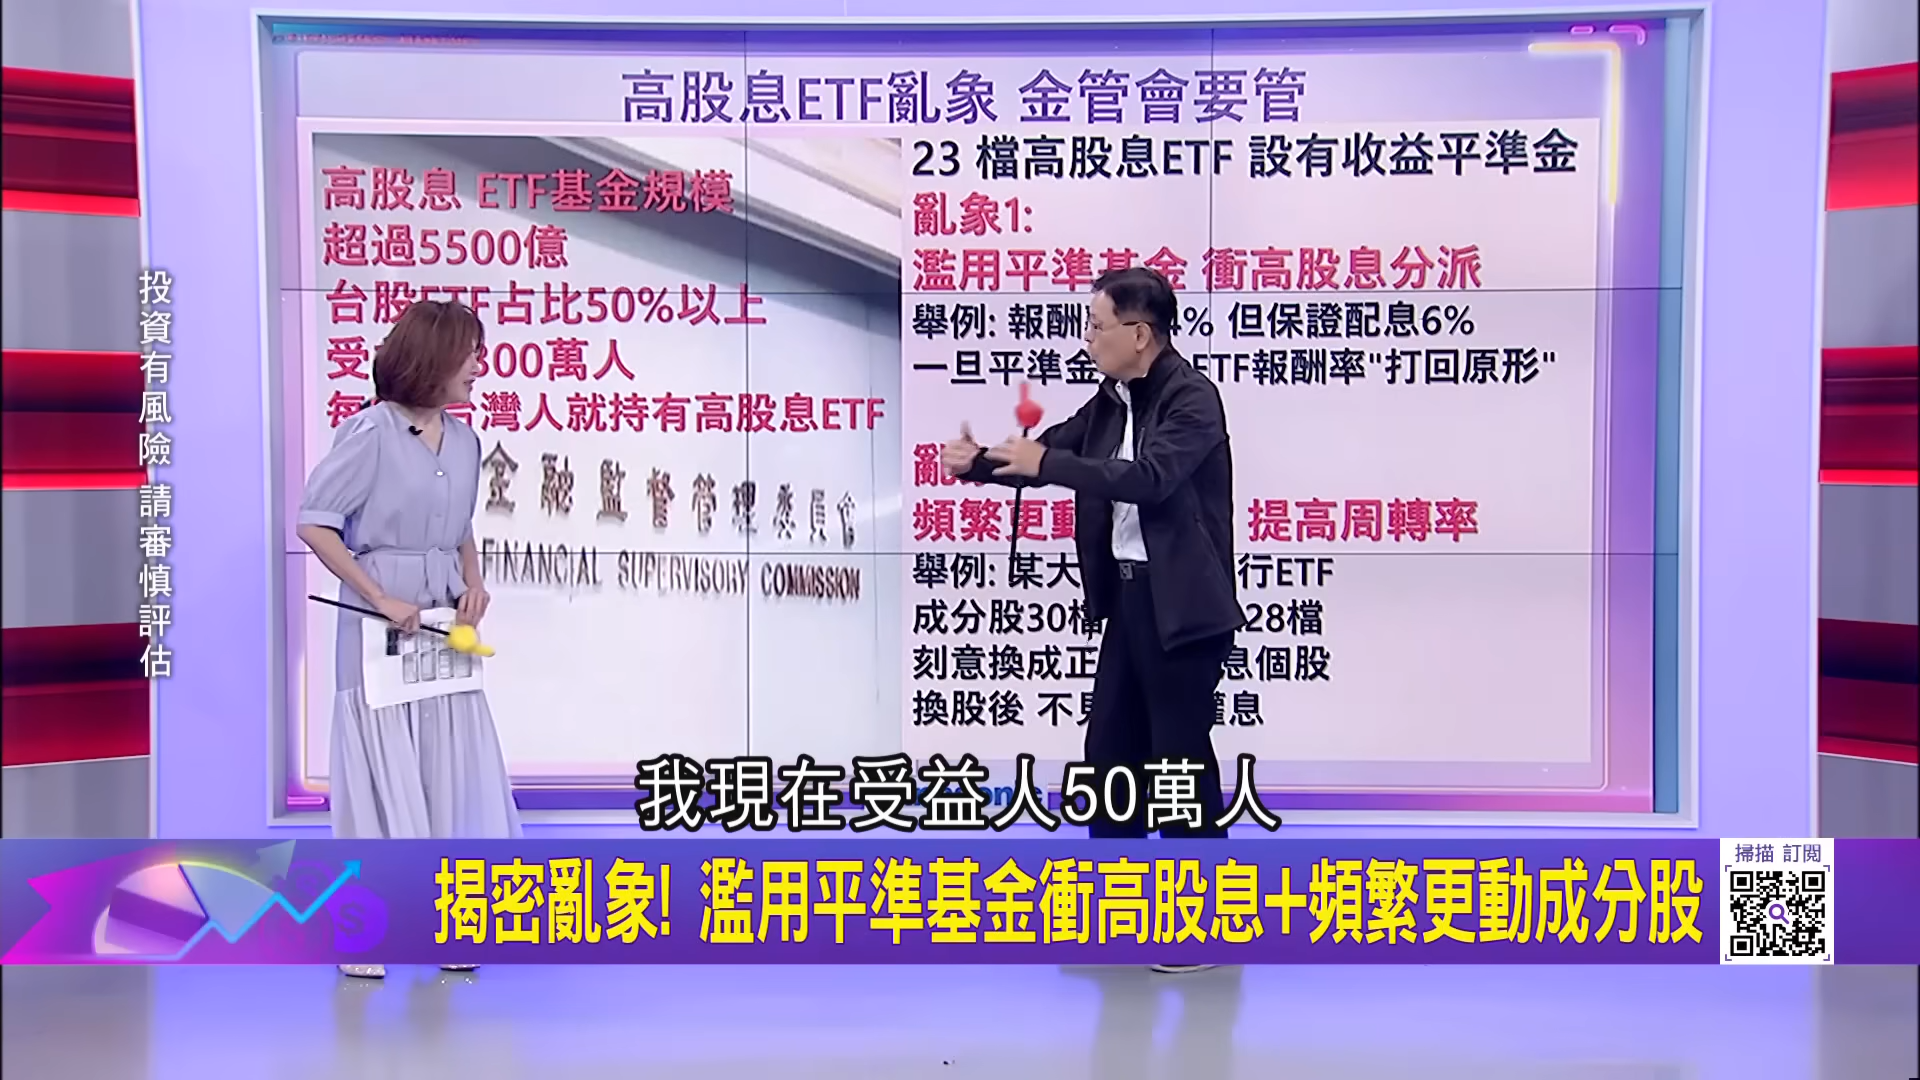 高股息ETF亂象 金管會要管
高股息 ETF基金規模
超過5500億
台股ETF占比50%以上
受 300萬人
每 台灣人就持有高股息ETF
金融監督管理委員會
FINANCIAL SUPERVISORY COMMISSION
23 檔高股息ETF 設有收益平準金
亂象1:
濫用平準基金 衝高股息分派
舉例: 報酬 4% 但保證配息6%
一旦平準金 ETF報酬率"打回原形"
亂
頻繁更動 提高周轉率
舉例: 某大 行ETF
成分股30檔 28檔
刻意換成正 息個股
換股後 不見 權息
投資有風險 請審慎評估
我現在受益人50萬人
揭密亂象! 濫用平準基金衝高股息+頻繁更動成分股
掃描 訂閱